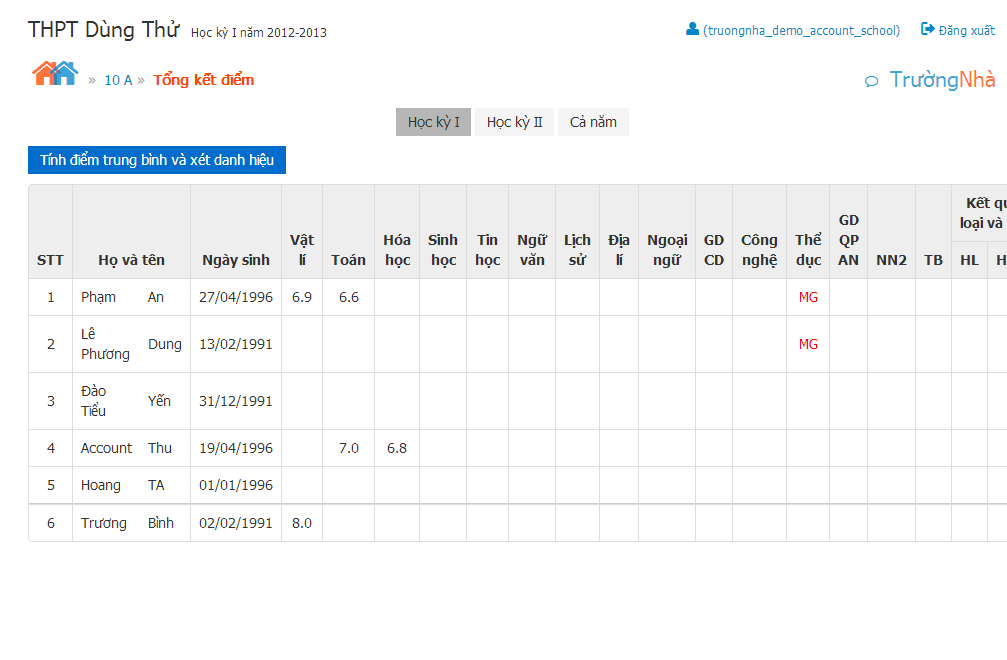 THPT Dùng Thử Học kỳ I năm 2012-2013 (truongnha_demo_account_school) Đăng xuất
» 10 A » Tổng kết điểm TrườngNhà
Học kỳ I Học kỳ II Cả năm
Tính điểm trung bình và xét danh hiệu
STT Họ và tên Ngày sinh Vật lí Toán Hóa học Sinh học Tin học Ngữ văn Lịch sử Địa lí Ngoại ngữ GD CD Công nghệ Thể dục GD QP AN NN2 TB Kết qu loại và HL H
1 Phạm An 27/04/1996 6.9 6.6 MG
2 Lê Phương Dung 13/02/1991 MG
3 Đào Tiểu Yến 31/12/1991
4 Account Thu 19/04/1996 7.0 6.8
5 Hoang TA 01/01/1996
6 Trương Bình 02/02/1991 8.0